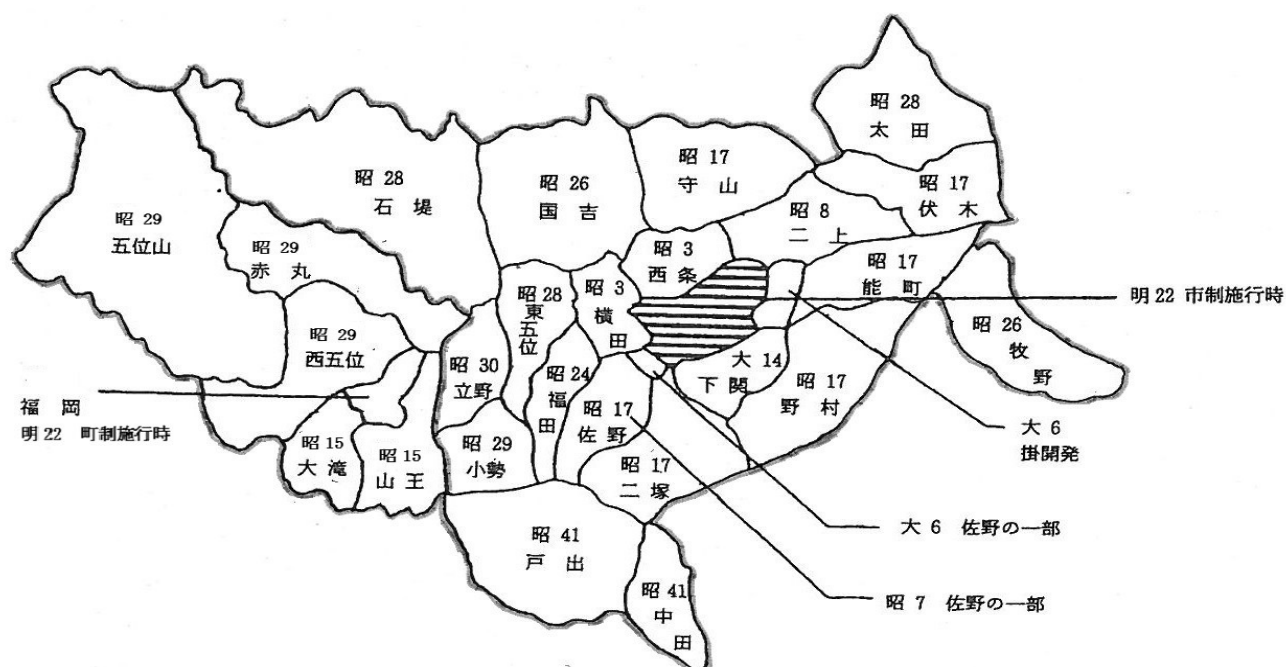 昭 28
太 田
昭 17
守 山
昭 17
伏 木
昭 28
石 堤
昭 26
国 吉
昭 8
二 上
昭 29
五位山
昭 29
赤 丸
昭 3
西 条
昭 17
能 町
明 22 市制施行時
昭 28
東五位
昭 3
横田
昭 26
牧
野
昭 29
西五位
昭 30
立野
昭 24
福田
大 14
下 関
昭 17
野 村
昭 17
佐 野
福 岡
明 22 町制施行時
大 6
掛開発
昭 15
大 滝
昭 15
山 王
昭 29
小勢
昭 17
二 塚
大 6 佐野の一部
昭 41
戸 出
昭 7 佐野の一部
昭 41
中
田